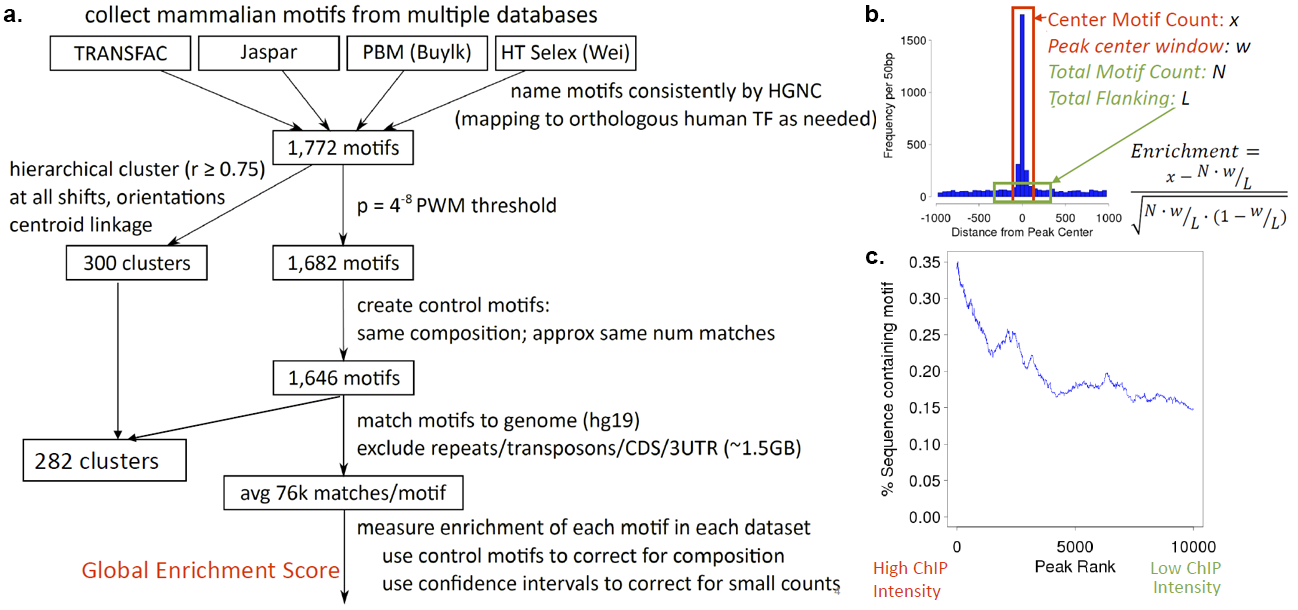 a.
collect mammalian motifs from multiple databases
TRANSFAC
Jaspar
PBM (Buylk)
HT Selex (Wei)
name motifs consistently by HGNC
(mapping to orthologous human TF as needed)
1,772 motifs
hierarchical cluster (r ≥ 0.75)
at all shifts, orientations
centroid linkage
p = 4^-8 PWM threshold
300 clusters
1,682 motifs
create control motifs:
same composition; approx same num matches
1,646 motifs
match motifs to genome (hg19)
exclude repeats/transposons/CDS/3UTR (~1.5GB)
282 clusters
avg 76k matches/motif
measure enrichment of each motif in each dataset
use control motifs to correct for composition
use confidence intervals to correct for small counts
Global Enrichment Score
b.
Center Motif Count: x
Peak center window: w
Total Motif Count: N
Total Flanking: L
Frequency per 50bp
1500
1000
500
0
-1000
-500
0
500
1000
Distance from Peak Center
Enrichment =
x − N · w/L
√N · w/L · (1 − w/L)
c.
% Sequence containing motif
0.35
0.30
0.25
0.20
0.15
0.10
0.05
0.00
0
5000
10000
Peak Rank
High ChIP
Intensity
Low ChIP
Intensity